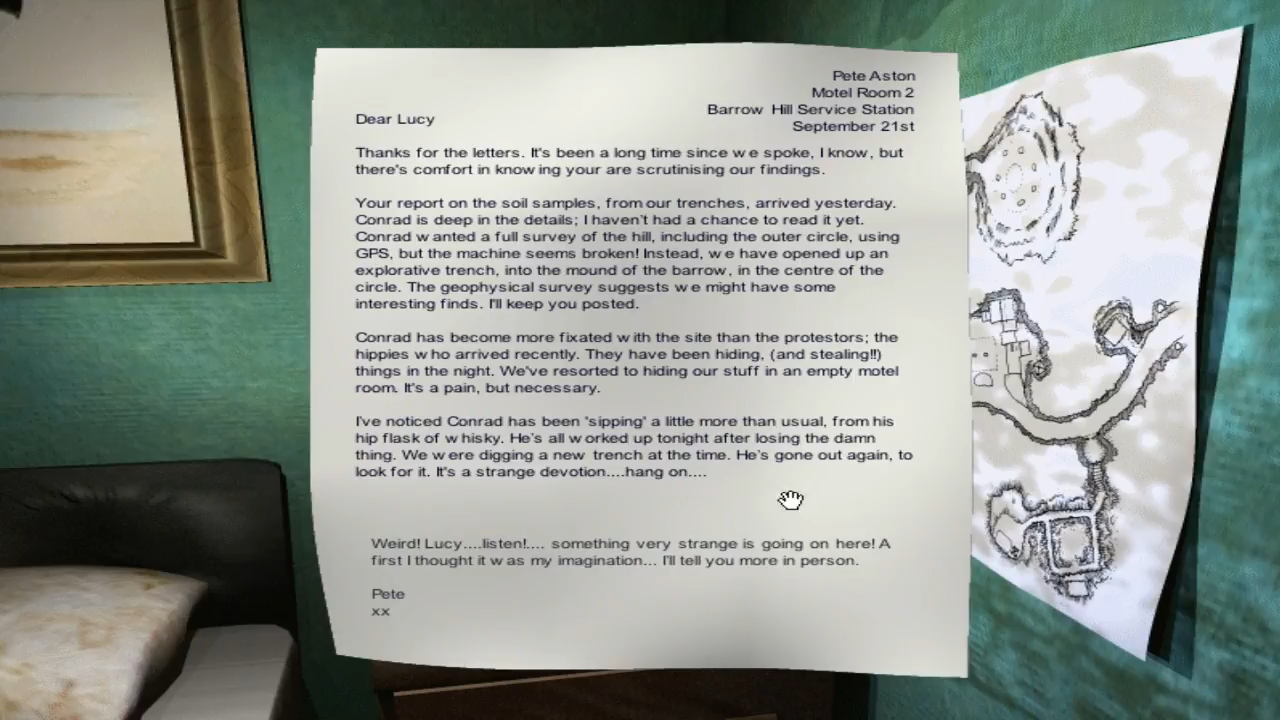 Pete Aston
Motel Room 2
Barrow Hill Service Station
September 21st
Dear Lucy
Thanks for the letters. It's been a long time since we spoke, I know, but
there's comfort in knowing your are scrutinising our findings.
Your report on the soil samples, from our trenches, arrived yesterday.
Conrad is deep in the details; I haven't had a chance to read it yet.
Conrad wanted a full survey of the hill, including the outer circle, using
GPS, but the machine seems broken! Instead, we have opened up an
explorative trench, into the mound of the barrow, in the centre of the
circle. The geophysical survey suggests we might have some
interesting finds. I'll keep you posted.
Conrad has become more fixated with the site than the protestors; the
hippies who arrived recently. They have been hiding, (and stealing!!)
things in the night. We've resorted to hiding our stuff in an empty motel
room. It's a pain, but necessary.
I've noticed Conrad has been 'sipping' a little more than usual, from his
hip flask of whisky. He's all worked up tonight after losing the damn
thing. We were digging a new trench at the time. He's gone out again, to
look for it. It's a strange devotion....hang on....
Weird! Lucy....listen!.... something very strange is going on here! A
first I thought it was my imagination... I'll tell you more in person.
Pete
xx